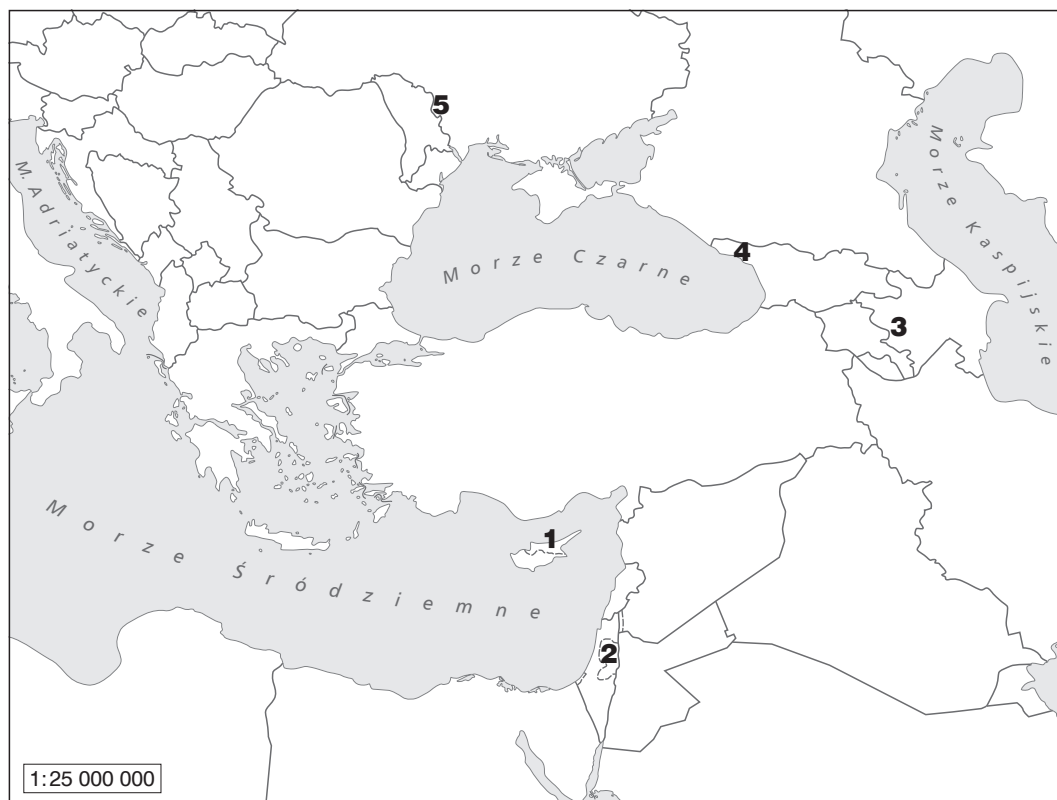 5
M. Adriatyckie
Morze Kaspijskie
4
Morze Czarne
3
Morze Śródziemne
1
2
1:25 000 000